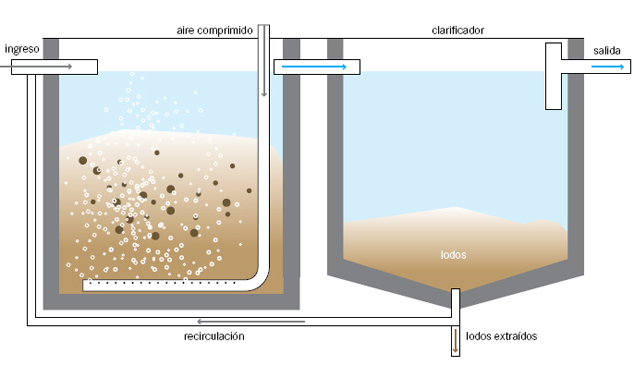 aire comprimido
clarificador
ingreso
salida
lodos
recirculación
lodos extraídos